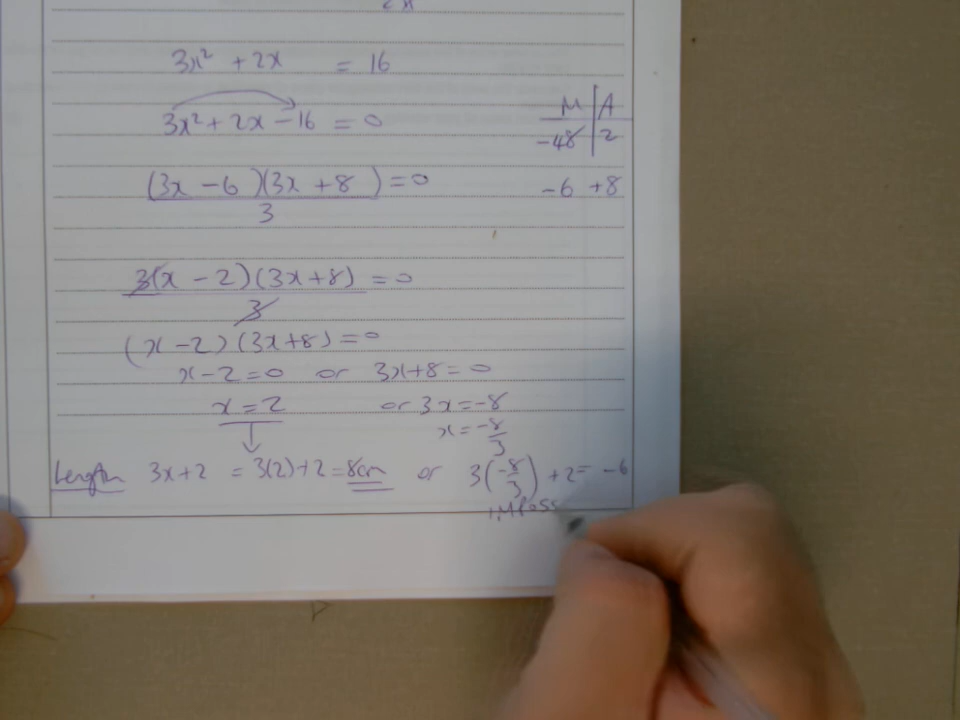 2x
3x² + 2x = 16
3x² + 2x - 16 = 0
M | A
-48 | 2
(3x - 6)(3x + 8) = 0
-6 +8
3
3(x - 2)(3x + 8) = 0
3
(x - 2)(3x + 8) = 0
x - 2 = 0 or 3x + 8 = 0
x = 2 or 3x = -8
x = -8/3
Length 3x + 2 = 3(2) + 2 = 8cm or 3(-8/3) + 2 = -6
imposs